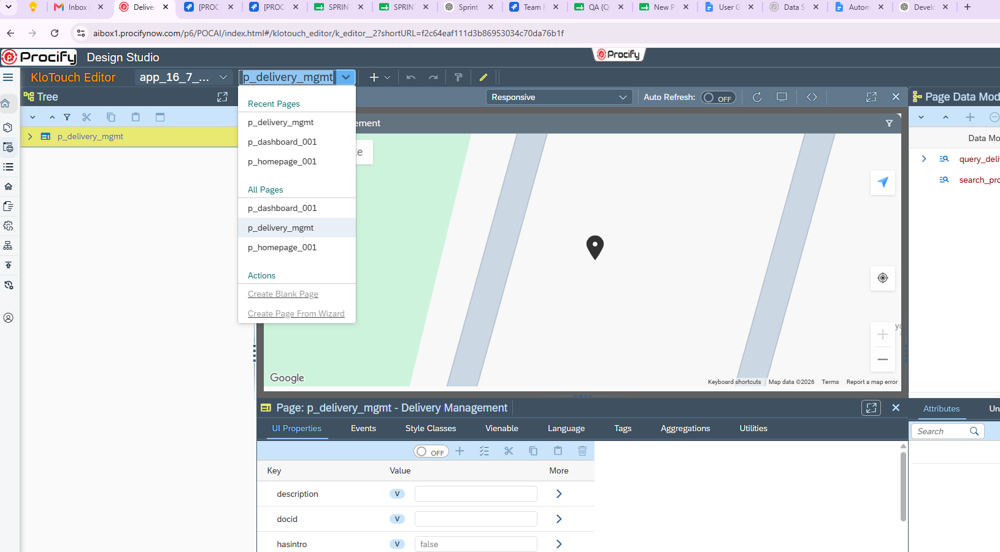 Inbox
Deliver
[PROC
[PROC
SPRIN
SPRIN
Sprint
Team
QA (Q
New P
User G
Data S
Autom
Develo
aibox1.procifynow.com/p6/POCAI/index.html#/klotouch_editor/k_editor__2?shortURL=f2c64eaf111d3b86953034c70da76b1f
Procify
Design Studio
Procify
KloTouch Editor
app_16_7_...
p_delivery_mgmt
Tree
Responsive
Auto Refresh:
OFF
Page Data Mod
p_delivery_mgmt
Recent Pages
p_delivery_mgmt
p_dashboard_001
p_homepage_001
All Pages
p_dashboard_001
p_delivery_mgmt
p_homepage_001
Actions
Create Blank Page
Create Page From Wizard
ement
te
Google
Keyboard shortcuts
Map data ©2026
Terms
Report a map error
Data Mo
query_deli
search_pro
Page: p_delivery_mgmt - Delivery Management
UI Properties
Events
Style Classes
Vienable
Language
Tags
Aggregations
Utilities
OFF
Key
Value
More
description
V
docid
V
hasintro
V
false
Attributes
Un
Search